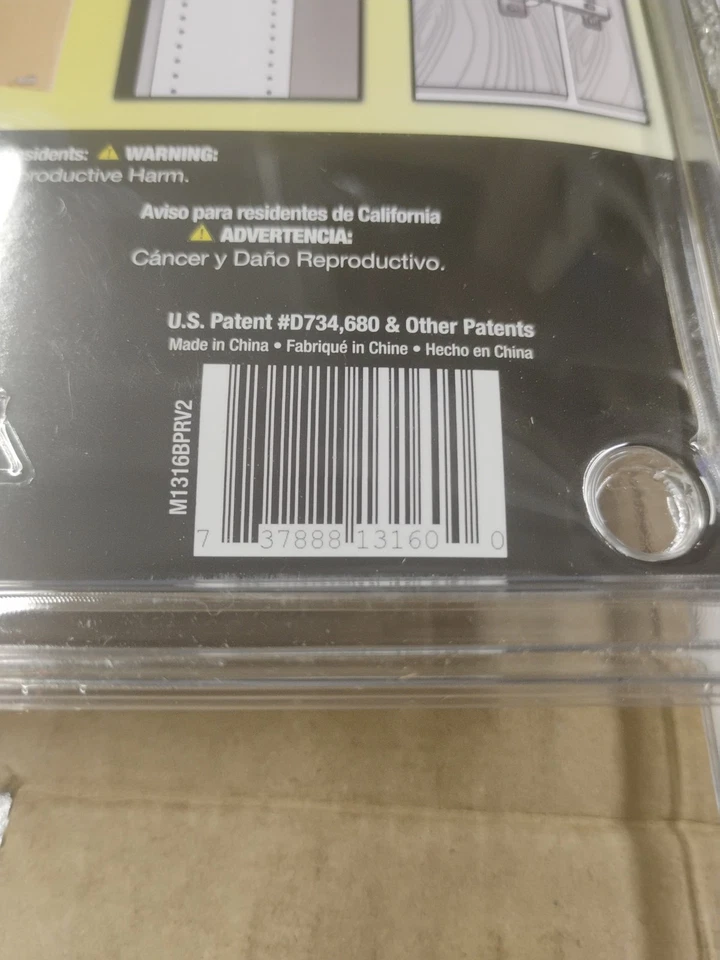 sidents: ⚠ WARNING:
productive Harm.
Aviso para residentes de California
⚠ ADVERTENCIA:
Cáncer y Daño Reproductivo.
U.S. Patent #D734,680 & Other Patents
Made in China • Fabriqué in Chine • Hecho en China
M1316BPRV2
7 37888 13160 0